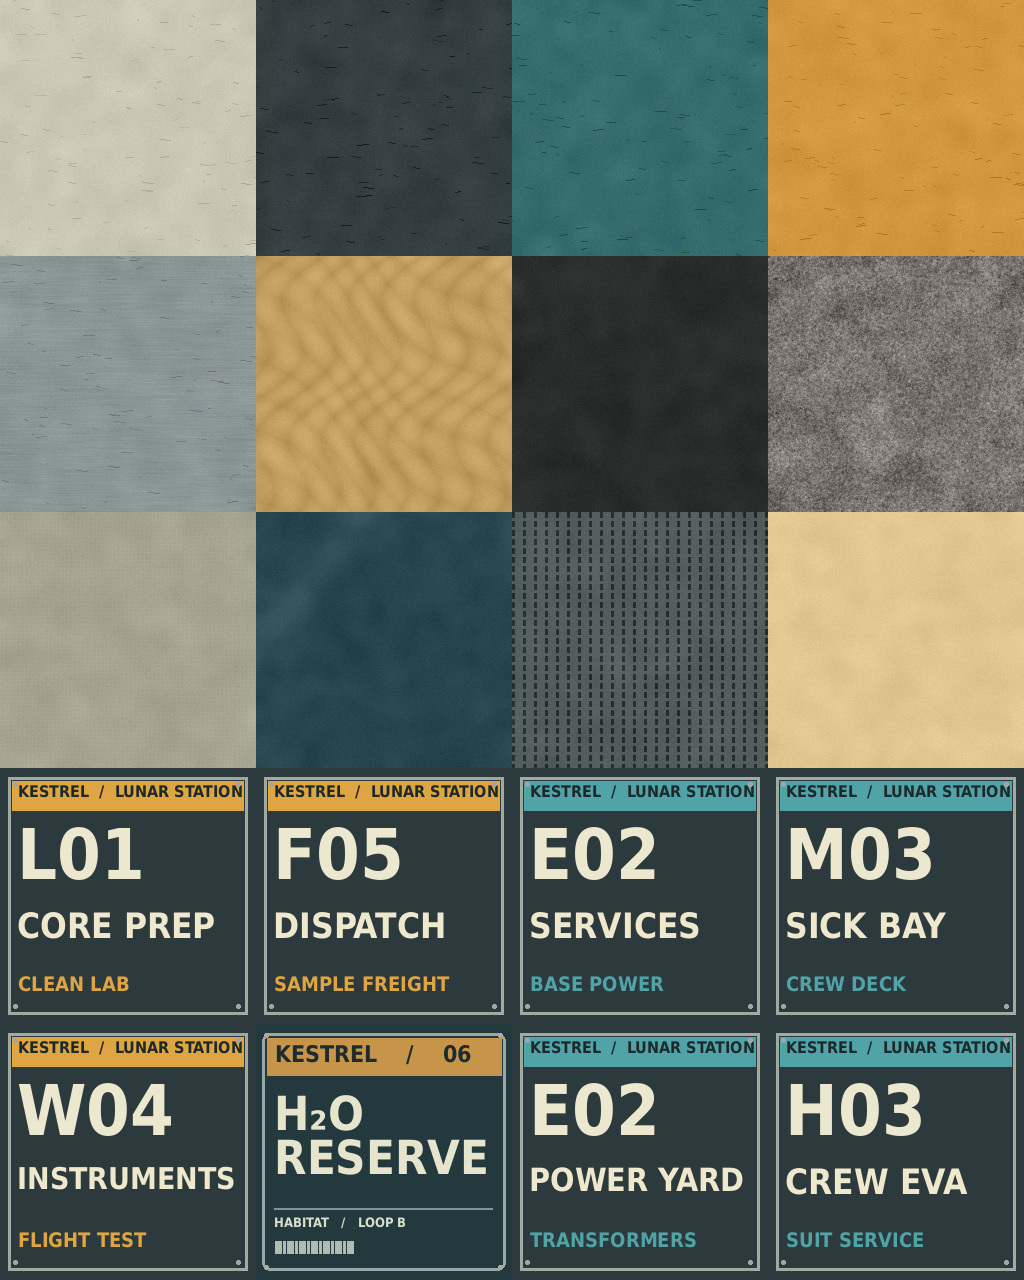 KESTREL / LUNAR STATION
L01
CORE PREP
CLEAN LAB
KESTREL / LUNAR STATION
F05
DISPATCH
SAMPLE FREIGHT
KESTREL / LUNAR STATION
E02
SERVICES
BASE POWER
KESTREL / LUNAR STATION
M03
SICK BAY
CREW DECK
KESTREL / LUNAR STATION
W04
INSTRUMENTS
FLIGHT TEST
KESTREL / 06
H₂O
RESERVE
HABITAT / LOOP B
KESTREL / LUNAR STATION
E02
POWER YARD
TRANSFORMERS
KESTREL / LUNAR STATION
H03
CREW EVA
SUIT SERVICE